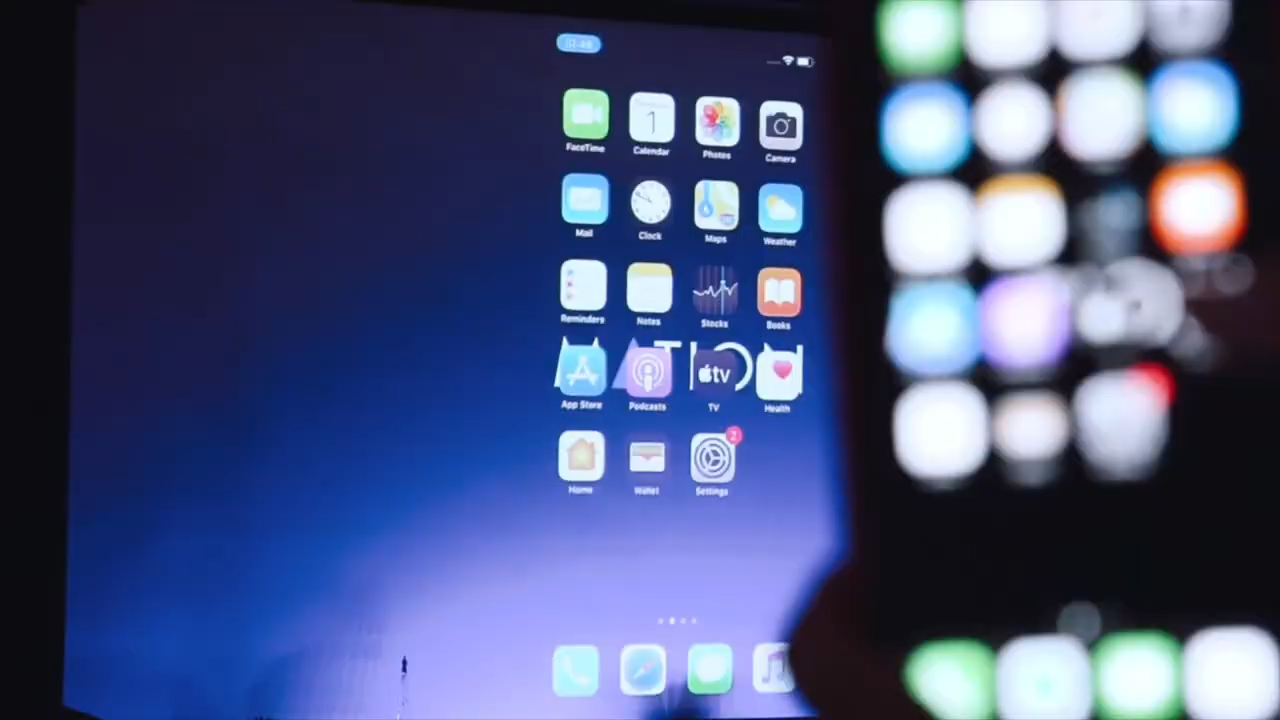 1
FaceTime Calendar Photos Camera
Mail Clock Maps Weather
Reminders Notes Stocks Books
tv
App Store Podcasts TV Health
2
Home Wallet Settings